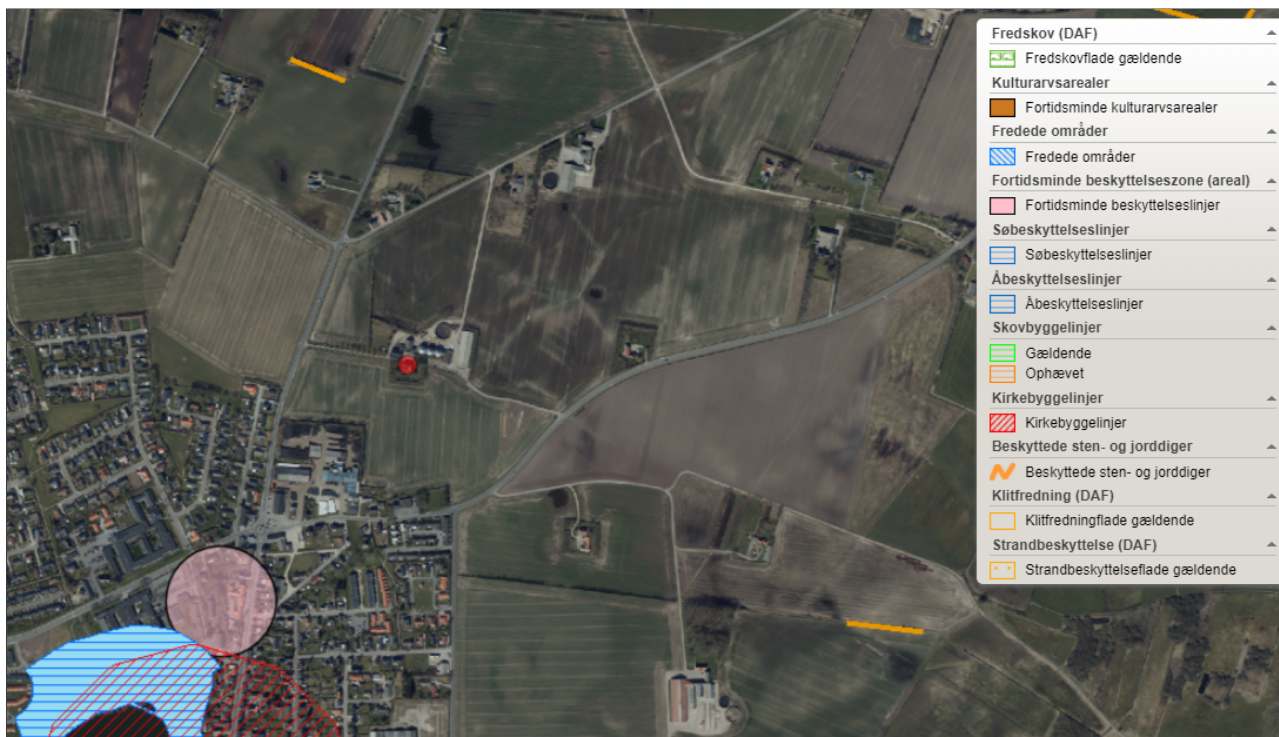 Fredskov (DAF)
Fredskovflade gældende
Kulturarvsarealer
Fortidsminde kulturarvsarealer
Fredede områder
Fredede områder
Fortidsminde beskyttelseszone (areal)
Fortidsminde beskyttelseslinjer
Søbeskyttelseslinjer
Søbeskyttelseslinjer
Åbeskyttelseslinjer
Åbeskyttelseslinjer
Skovbyggelinjer
Gældende
Ophævet
Kirkebyggelinjer
Kirkebyggelinjer
Beskyttede sten- og jorddiger
Beskyttede sten- og jorddiger
Klitfredning (DAF)
Klitfredningflade gældende
Strandbeskyttelse (DAF)
Strandbeskyttelseflade gældende